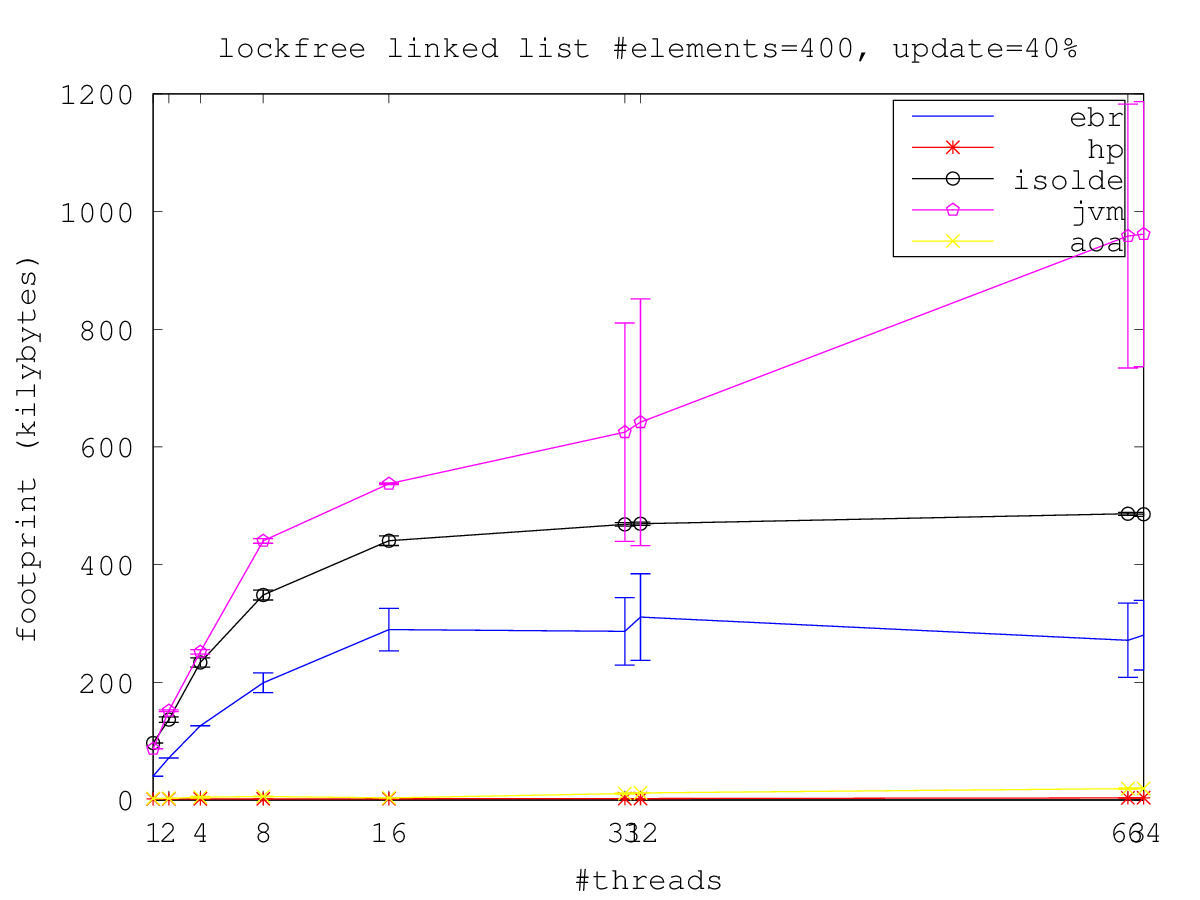 lockfree linked list #elements=400, update=40%
1200
1000
800
600
400
200
0
footprint (kilybytes)
ebr
hp
isolde
jvm
aoa
1 2 4 8 16 31 32 63 64
#threads